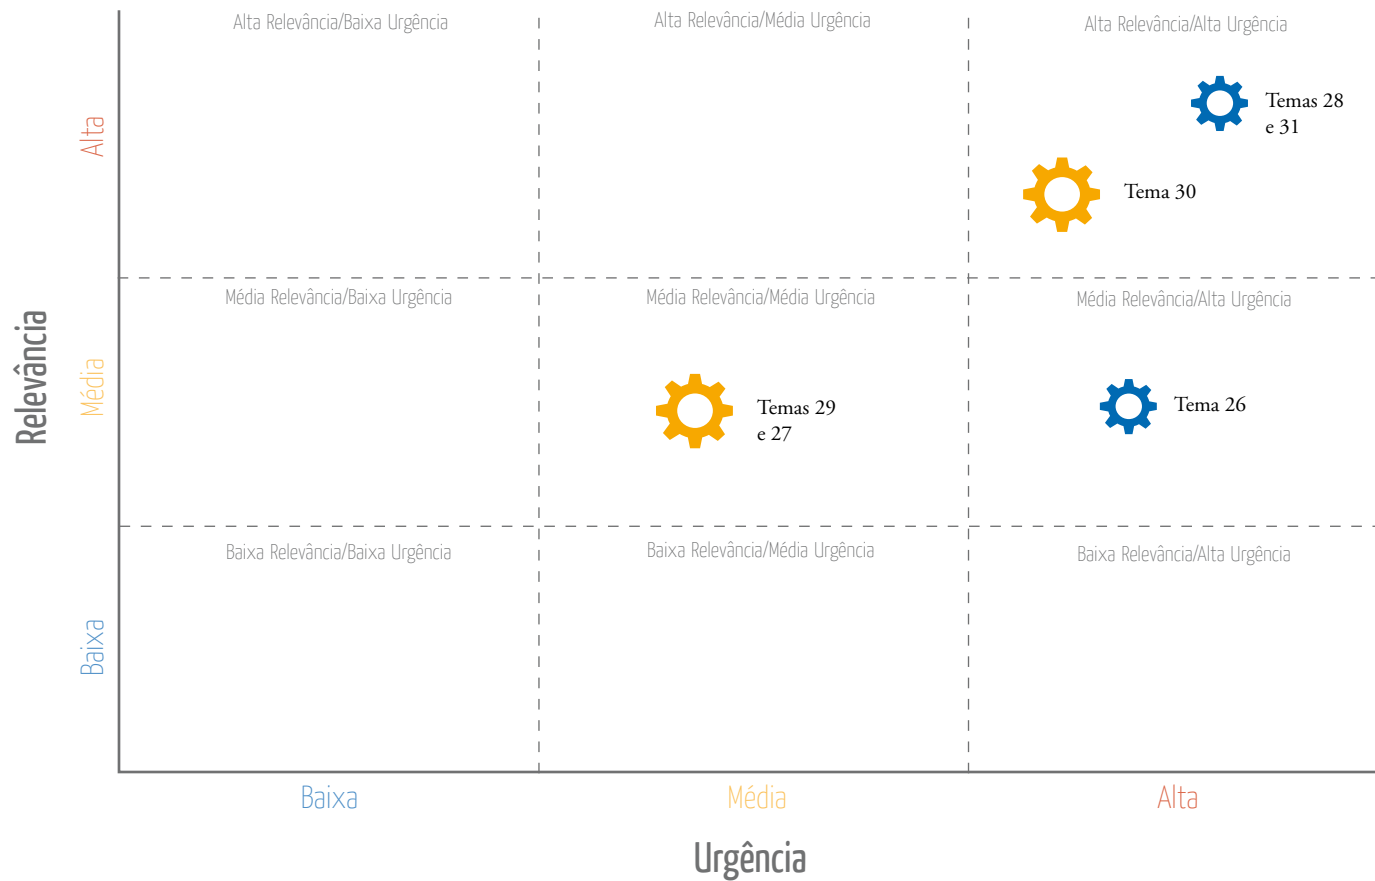 Alta Relevância/Baixa Urgência
Alta Relevância/Média Urgência
Alta Relevância/Alta Urgência
Temas 28
e 31
Alta
Tema 30
Média Relevância/Baixa Urgência
Média Relevância/Média Urgência
Média Relevância/Alta Urgência
Relevância
Média
Temas 29
e 27
Tema 26
Baixa Relevância/Baixa Urgência
Baixa Relevância/Média Urgência
Baixa Relevância/Alta Urgência
Baixa
Baixa
Média
Alta
Urgência